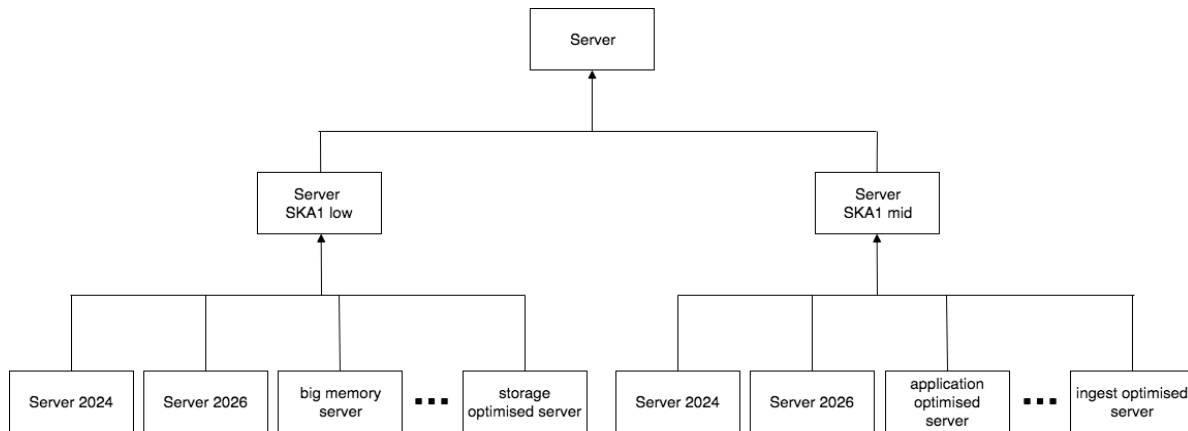 Server
Server
SKA1 low
Server
SKA1 mid
Server 2024
Server 2026
big memory
server
storage
optimised server
Server 2024
Server 2026
application
optimised
server
ingest optimised
server